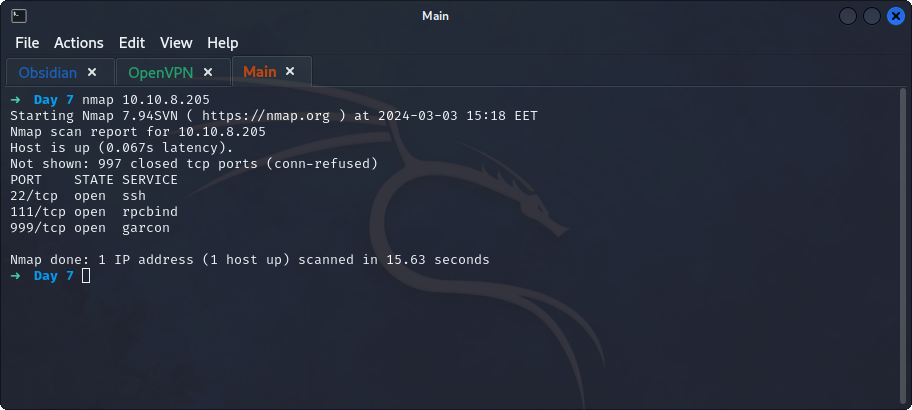 Main
File Actions Edit View Help
Obsidian × OpenVPN × Main ×
→ Day 7 nmap 10.10.8.205
Starting Nmap 7.94SVN ( https://nmap.org ) at 2024-03-03 15:18 EET
Nmap scan report for 10.10.8.205
Host is up (0.067s latency).
Not shown: 997 closed tcp ports (conn-refused)
PORT    STATE SERVICE
22/tcp  open  ssh
111/tcp open  rpcbind
999/tcp open  garcon
Nmap done: 1 IP address (1 host up) scanned in 15.63 seconds
→ Day 7